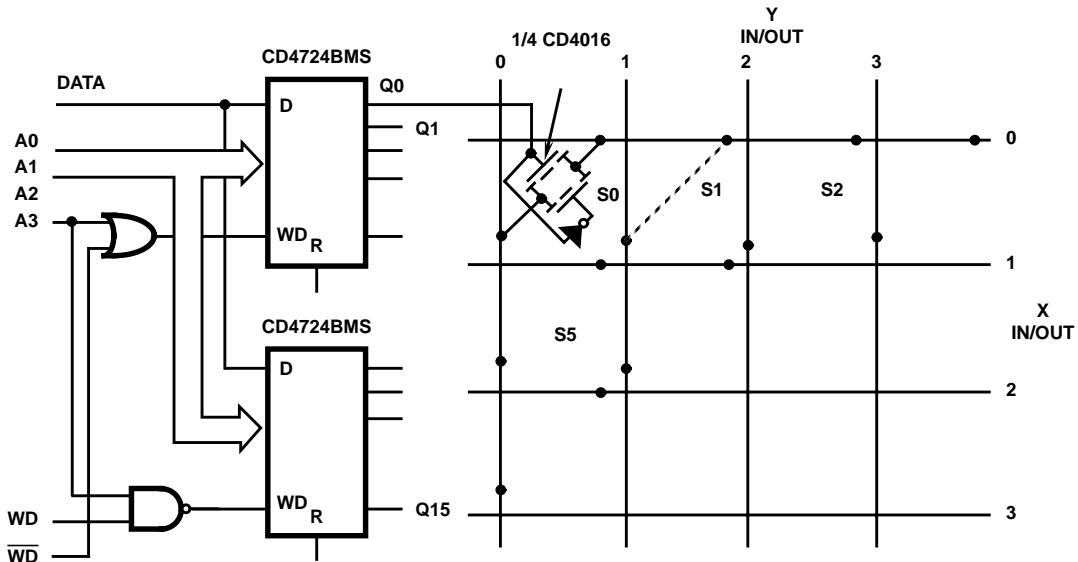 Y
IN/OUT
1/4 CD4016
0 1 2 3
CD4724BMS
DATA
D
Q0
Q1
A0
A1
A2
A3
WD
R
S0
S1
S2
0
1
CD4724BMS
D
S5
X
IN/OUT
2
WD
R
Q15
3
WD
WD